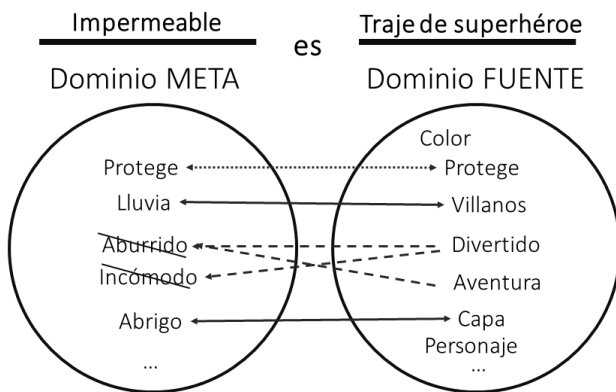 Impermeable
es
Traje de superhéroe
Dominio META
Dominio FUENTE
Protege
Lluvia
Aburrido
Incómodo
Abrigo
...
Color
Protege
Villanos
Divertido
Aventura
Capa
Personaje
...